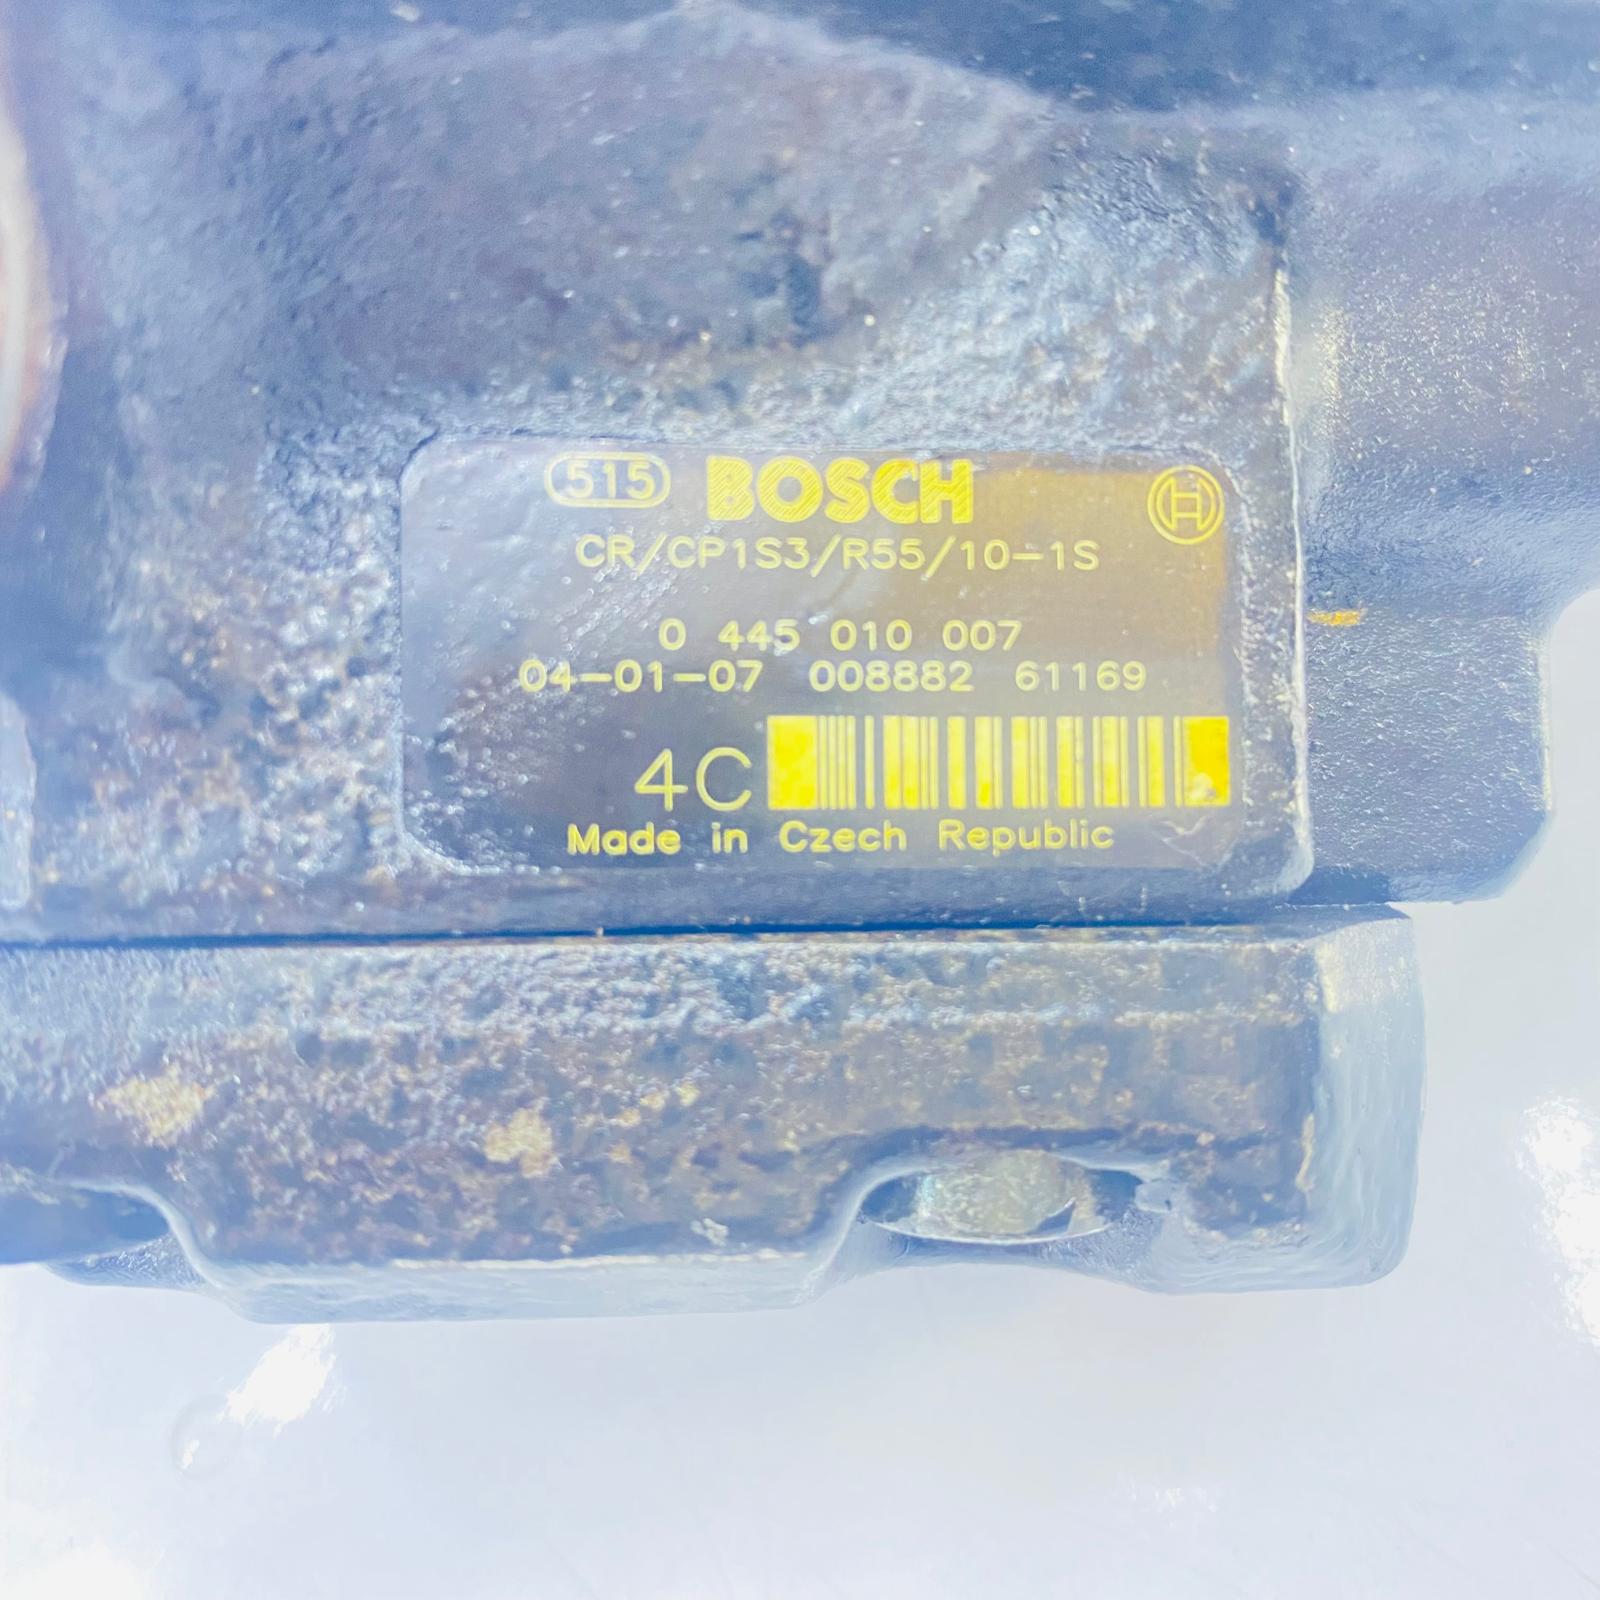 515 BOSCH
CR/CP1S3/R55/10-1S
0 445 010 007
04-01-07 008882 61169
4C
Made in Czech Republic